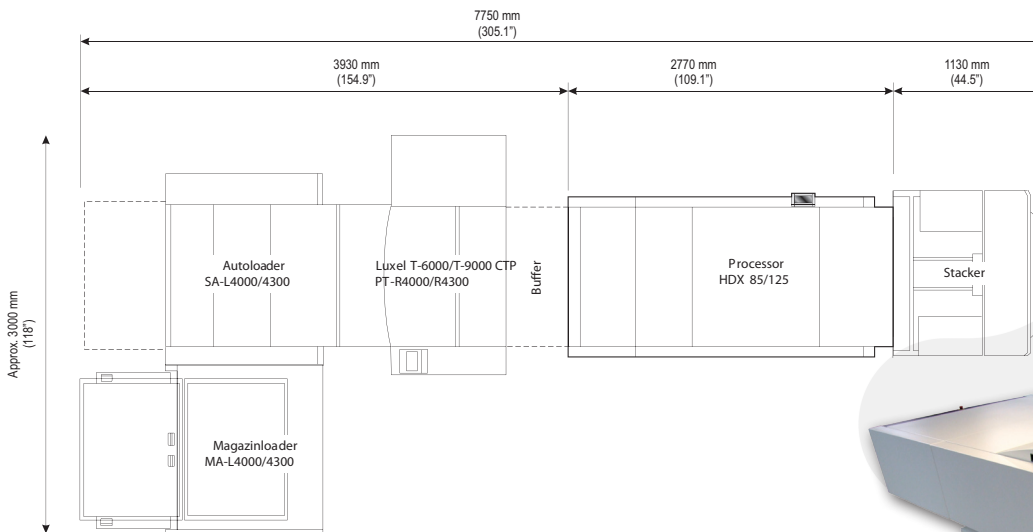 7750 mm
(305.1")
3930 mm
(154.9")
2770 mm
(109.1")
1130 mm
(44.5")
Approx. 3000 mm
(118")
Autoloader
SA-L4000/4300
Luxel T-6000/T-9000 CTP
PT-R4000/R4300
Buffer
Processor
HDX 85/125
Stacker
Magazinloader
MA-L4000/4300